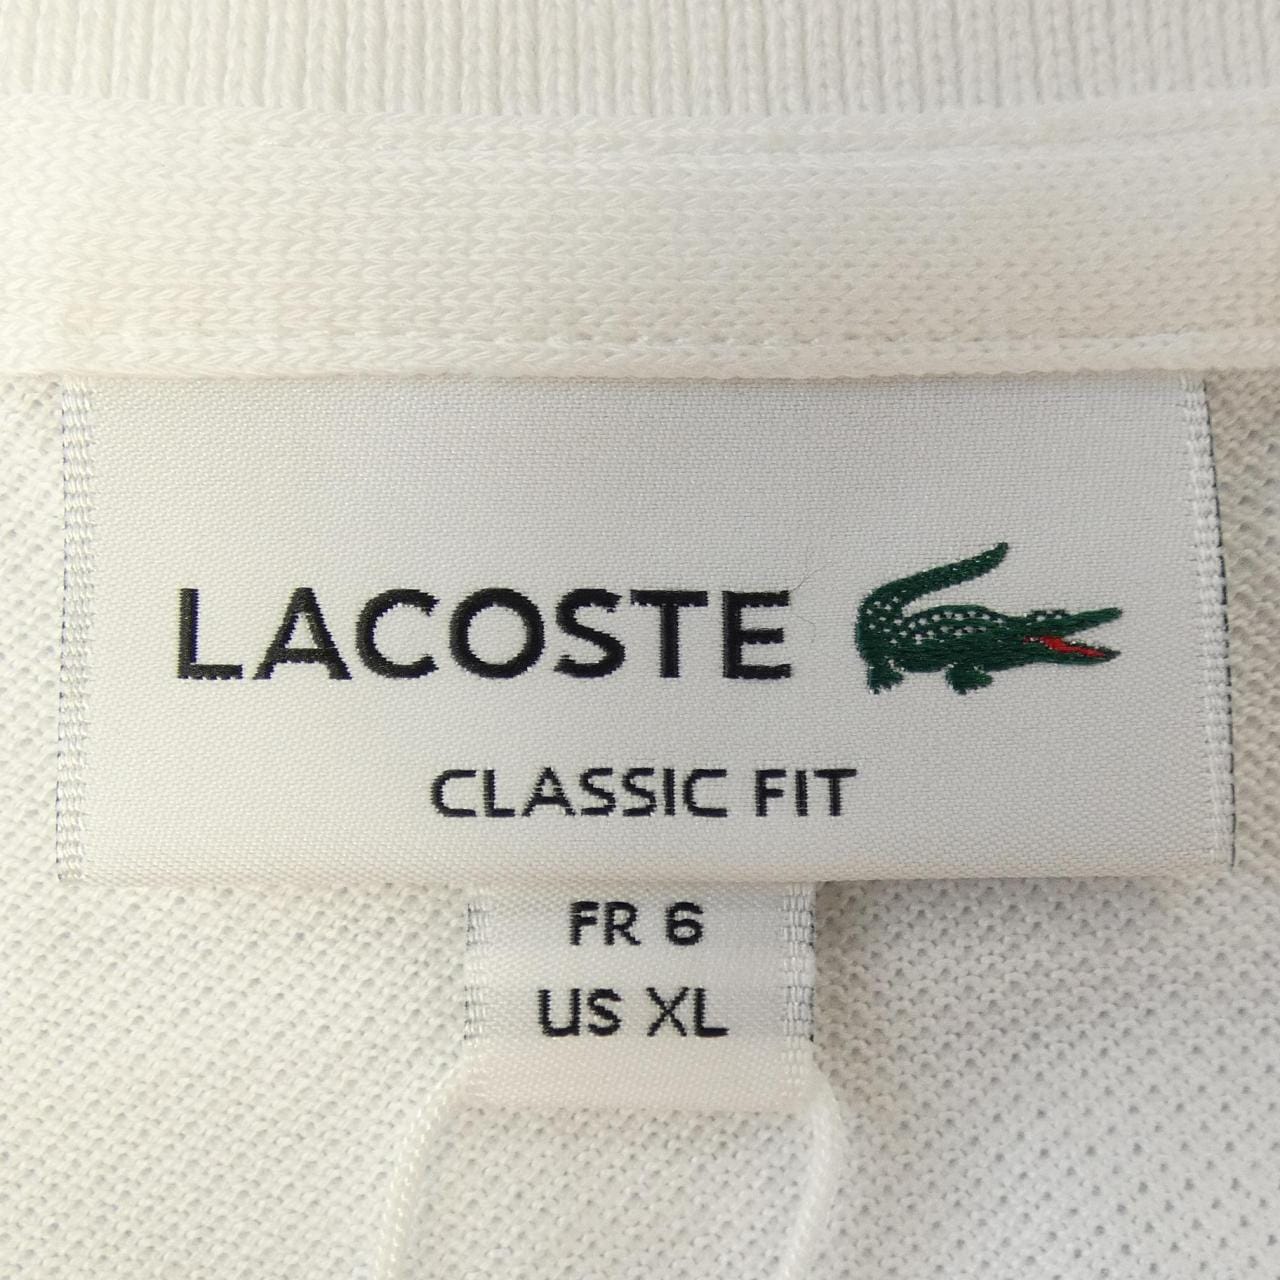 LACOSTE
CLASSIC FIT
FR 6
US XL